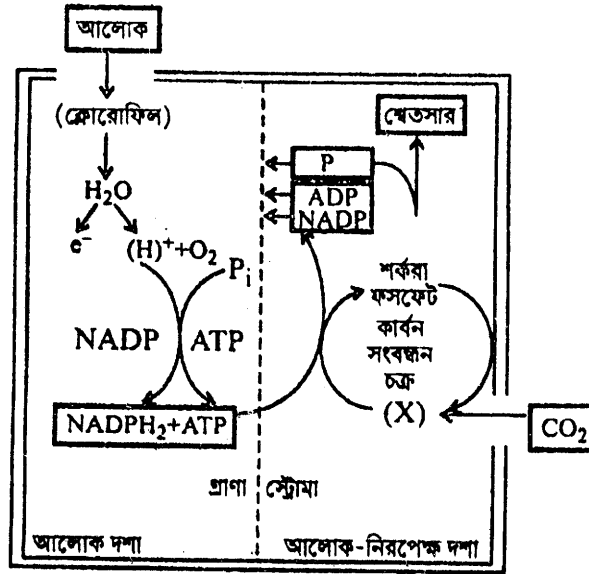 আলোক
(ক্লোরোফিল)
H₂O
e⁻
(H)⁺+O₂
Pᵢ
NADP
ATP
NADPH₂+ATP
গ্রাণা
আলোক দশা
শ্বেতসার
P
ADP
NADP
শর্করা
ফসফেট
কার্বন
সংবন্ধন
চক্র
(X)
CO₂
স্ট্রোমা
আলোক-নিরপেক্ষ দশা